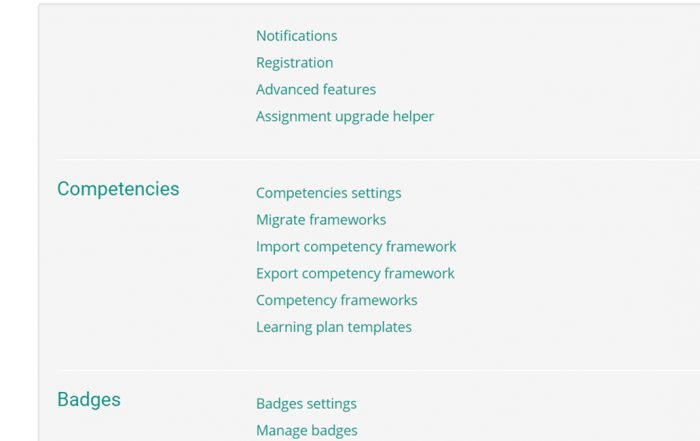 Notifications
Registration
Advanced features
Assignment upgrade helper
Competencies
Competencies settings
Migrate frameworks
Import competency framework
Export competency framework
Competency frameworks
Learning plan templates
Badges
Badges settings
Manage badges